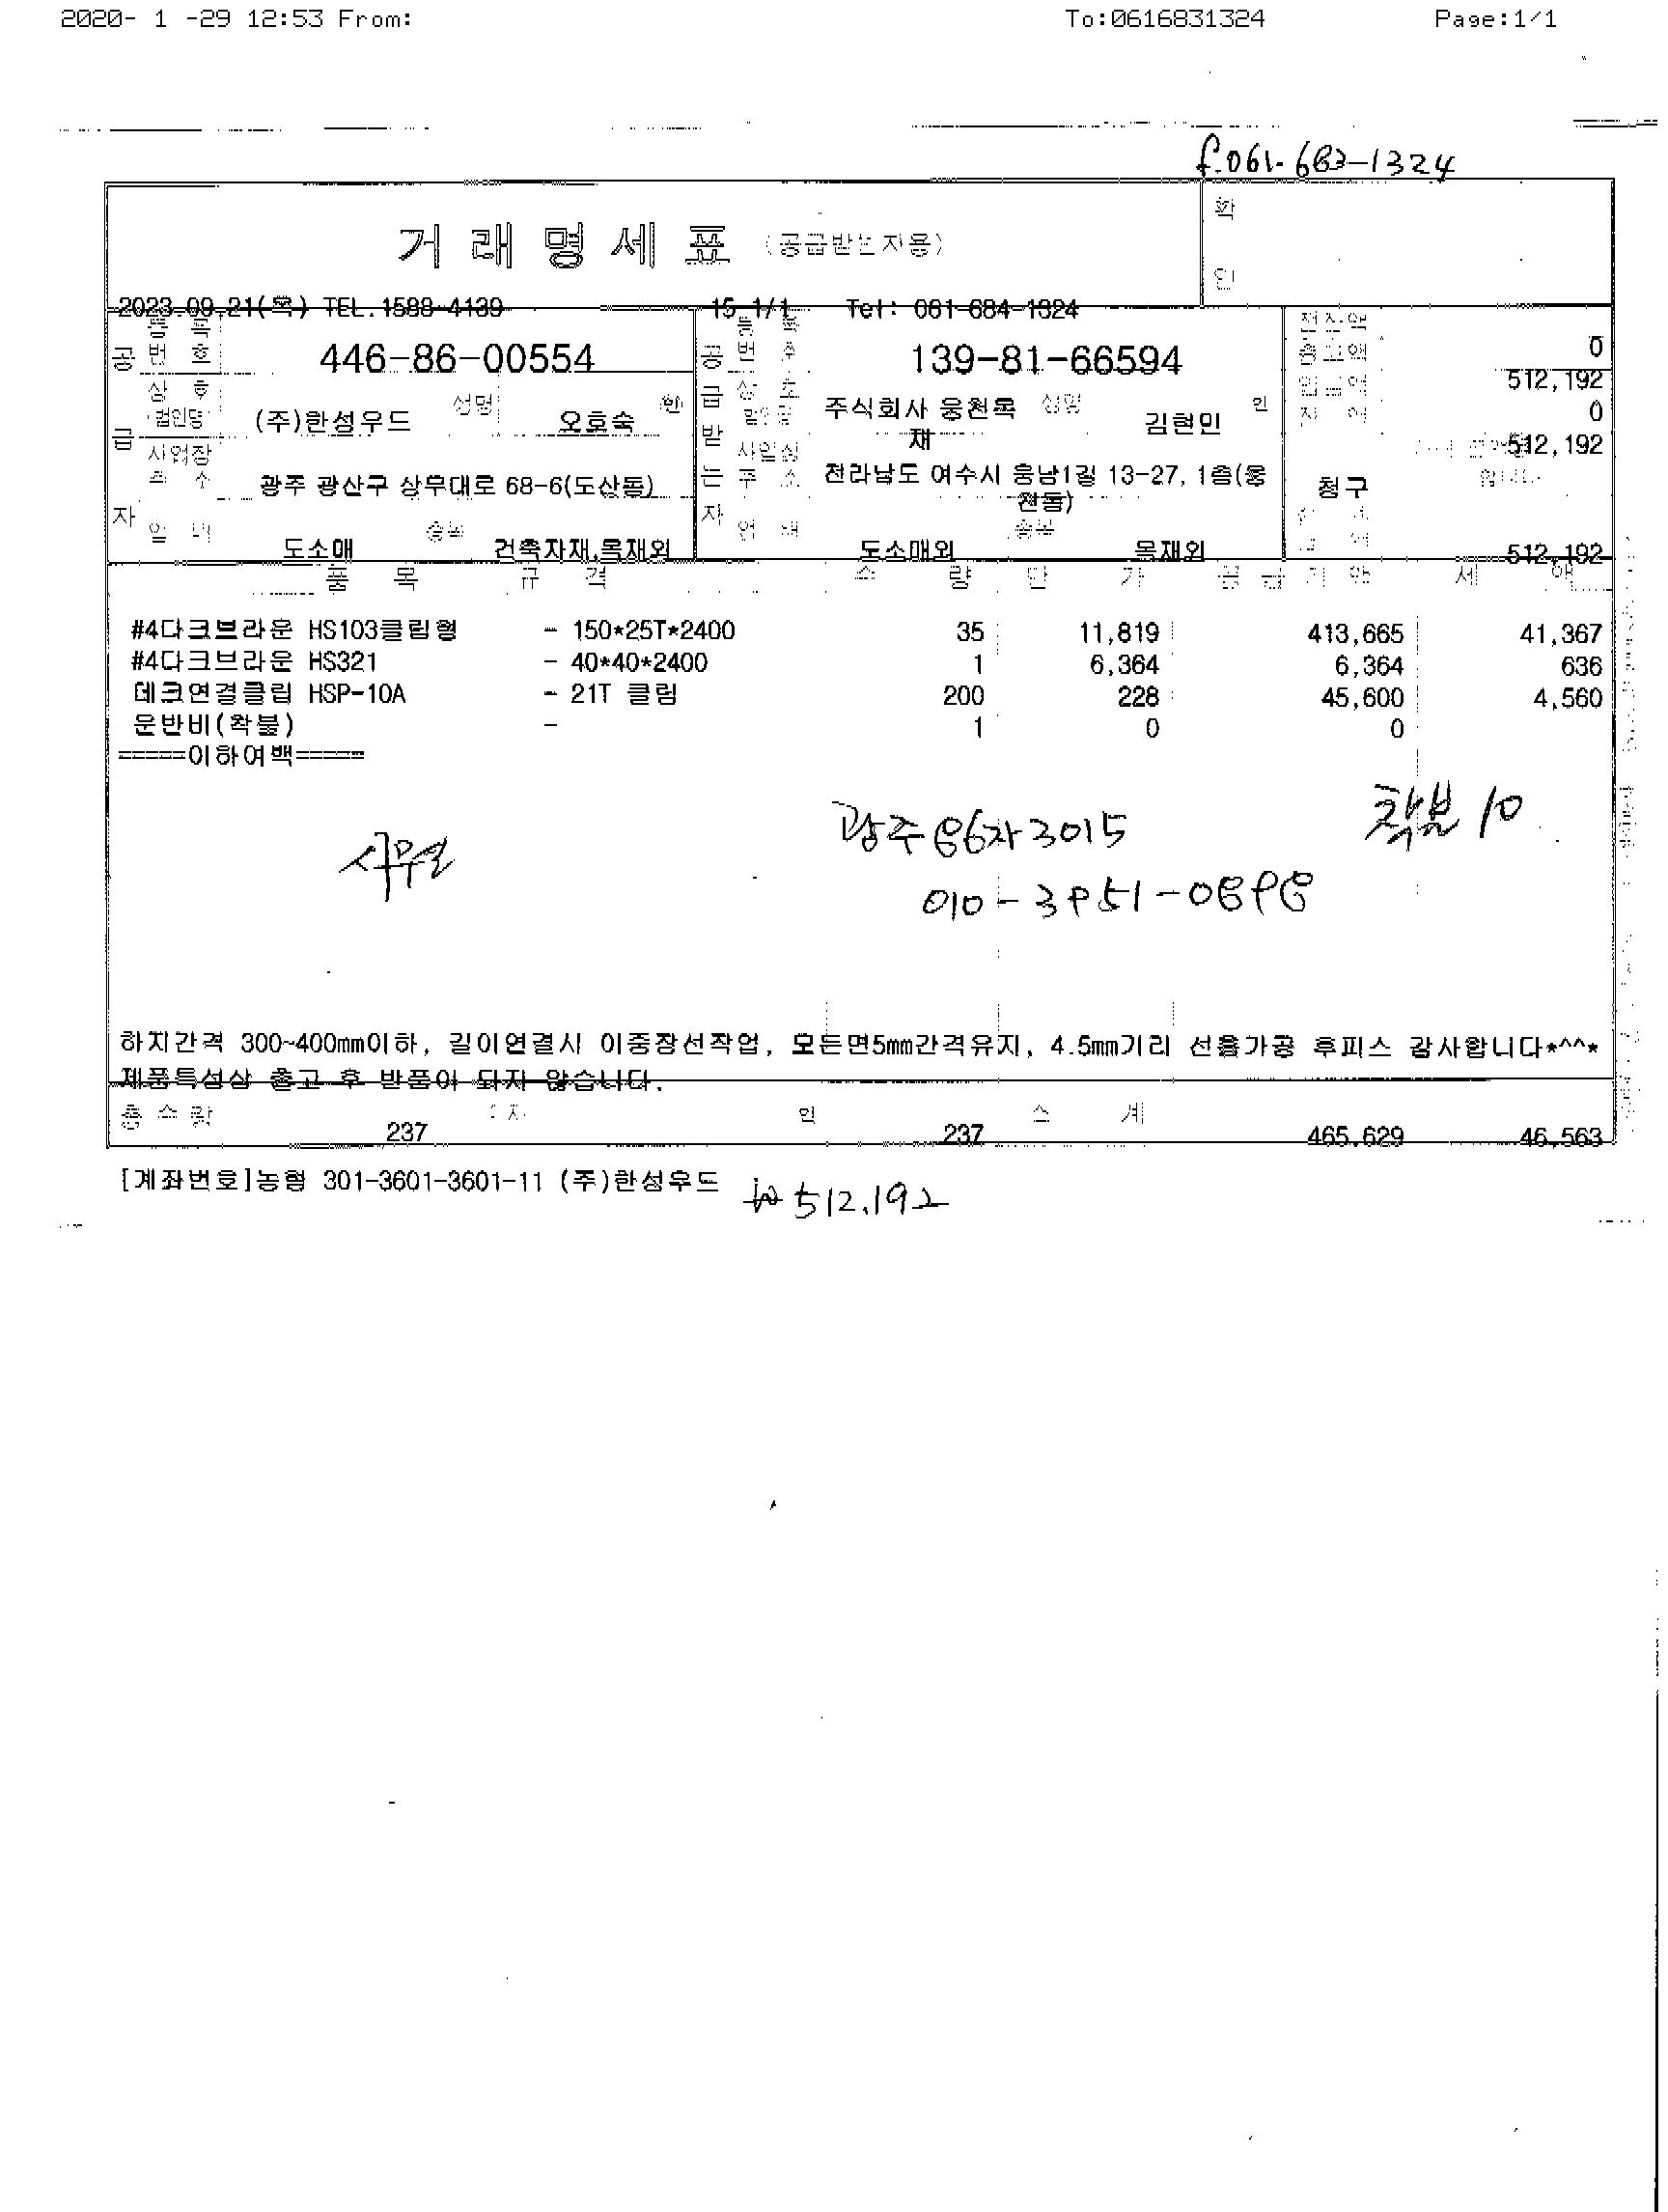 2020- 1 -29 12:53 From: To:0616831324 Page:1/1
f.061-683-1324
거 래 명 세 표 (공급받는자용)
확
인
2023.09.21(목) TEL.1588-4139 15 1/1 Tel: 061-684-1324
등 록 번 호 446-86-00554 등 록 번 호 139-81-66594 전잔액 0
총고액 512,192
상 호 (법인명) (주)한성우드 성명 오효숙 인 상 호 법인명 주식회사 웅천목재 성명 김현민 인 입금액 0
잔 액 512,192
사업장 주 소 광주 광산구 상무대로 68-6(도산동) 사업장 주 소 전라남도 여수시 웅남1길 13-27, 1층(웅천동) 청구
업 태 도소매 종목 건축자재,목재외 업 태 도소매외 종목 목재외 512,192
공 급 자
공 급 받 는 자
품 목 규 격 수 량 단 가 공 급 가 액 세 액
#4다크브라운 HS103클립형 - 150*25T*2400 35 11,819 413,665 41,367
#4다크브라운 HS321 - 40*40*2400 1 6,364 6,364 636
데크연결클립 HSP-10A - 21T 클립 200 228 45,600 4,560
운반비(착불) - 1 0 0
=====이하여백=====
착불 10
광주86자3015
사무실
010-3951-0898
하지간격 300~400mm이하, 길이연결시 이중장선작업, 모든면5mm간격유지, 4.5mm기리 선홀가공 후피스 감사합니다*^^*
제품특성상 출고 후 반품이 되지 않습니다.
총 수 량 237 인 237 소 계 465,629 46,563
[계좌번호]농협 301-3601-3601-11 (주)한성우드 ₩512,192